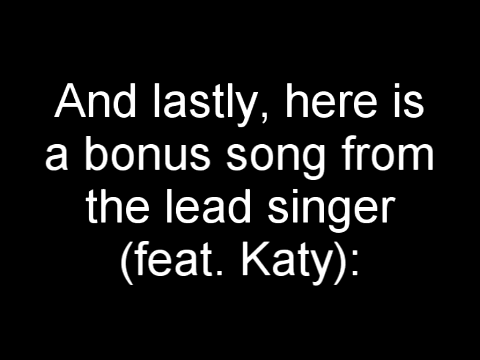 And lastly, here is
a bonus song from
the lead singer
(feat. Katy):